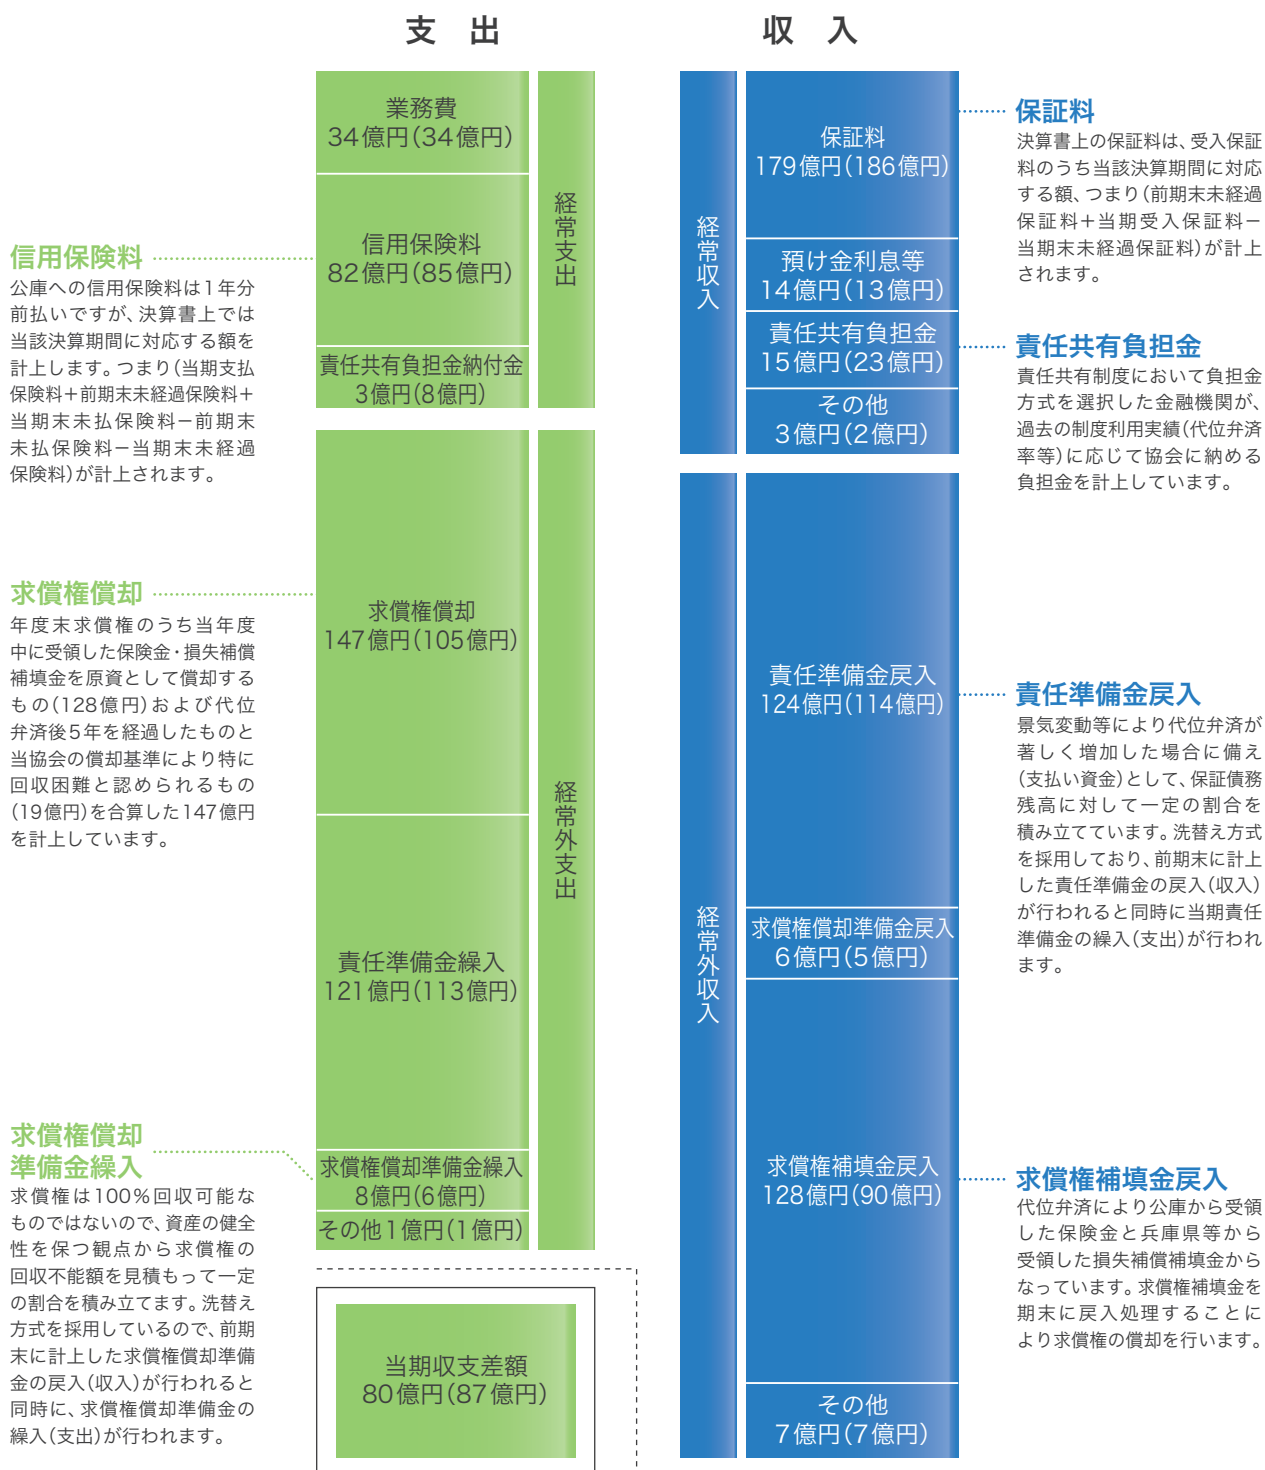 支 出
業務費
34億円(34億円)
信用保険料
82億円(85億円)
責任共有負担金納付金
3億円(8億円)
経常支出
求償権償却
147億円(105億円)
責任準備金繰入
121億円(113億円)
求償権償却準備金繰入
8億円(6億円)
その他1億円(1億円)
経常外支出
当期収支差額
80億円(87億円)
信用保険料
公庫への信用保険料は1年分
前払いですが、決算書上では
当該決算期間に対応する額を
計上します。つまり(当期支払
保険料+前期末未経過保険料+
当期末未払保険料−前期末
未払保険料−当期末未経過
保険料)が計上されます。
求償権償却
年度末求償権のうち当年度
中に受領した保険金・損失補償
補填金を原資として償却する
もの(128億円)および代位
弁済後5年を経過したものと
当協会の償却基準により特に
回収困難と認められるもの
(19億円)を合算した147億円
を計上しています。
求償権償却
準備金繰入
求償権は100%回収可能な
ものではないので、資産の健全
性を保つ観点から求償権の
回収不能額を見積もって一定
の割合を積み立てます。洗替え
方式を採用しているので、前期
末に計上した求償権償却準備
金の戻入(収入)が行われると
同時に、求償権償却準備金の
繰入(支出)が行われます。
収 入
経常収入
保証料
179億円(186億円)
預け金利息等
14億円(13億円)
責任共有負担金
15億円(23億円)
その他
3億円(2億円)
経常外収入
責任準備金戻入
124億円(114億円)
求償権償却準備金戻入
6億円(5億円)
求償権補填金戻入
128億円(90億円)
その他
7億円(7億円)
保証料
決算書上の保証料は、受入保証
料のうち当該決算期間に対応
する額、つまり(前期末未経過
保証料+当期受入保証料−
当期末未経過保証料)が計上
されます。
責任共有負担金
責任共有制度において負担金
方式を選択した金融機関が、
過去の制度利用実績(代位弁済
率等)に応じて協会に納める
負担金を計上しています。
責任準備金戻入
景気変動等により代位弁済が
著しく増加した場合に備え
(支払い資金)として、保証債務
残高に対して一定の割合を
積み立てています。洗替え方式
を採用しており、前期末に計上
した責任準備金の戻入(収入)
が行われると同時に当期責任
準備金の繰入(支出)が行われ
ます。
求償権補填金戻入
代位弁済により公庫から受領
した保険金と兵庫県等から
受領した損失補償補填金から
なっています。求償権補填金を
期末に戻入処理することに
より求償権の償却を行います。